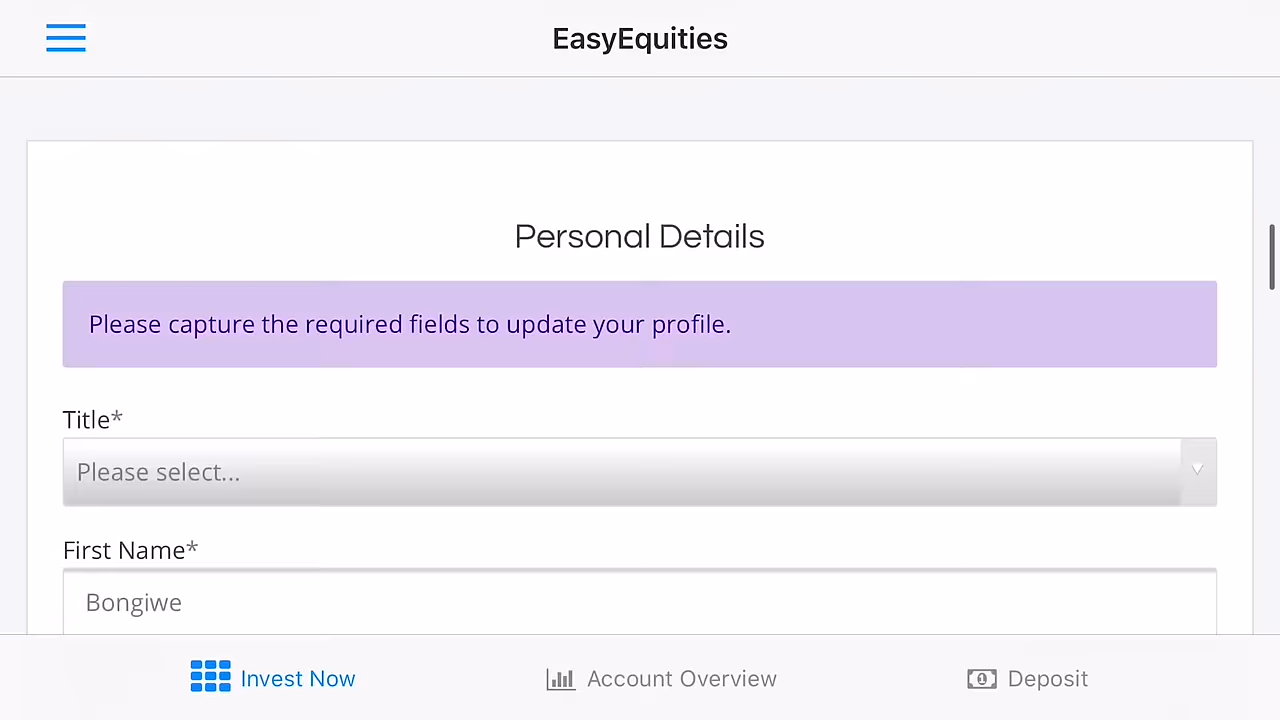 EasyEquities
Personal Details
Please capture the required fields to update your profile.
Title*
Please select...
First Name*
Bongiwe
Invest Now
Account Overview
Deposit